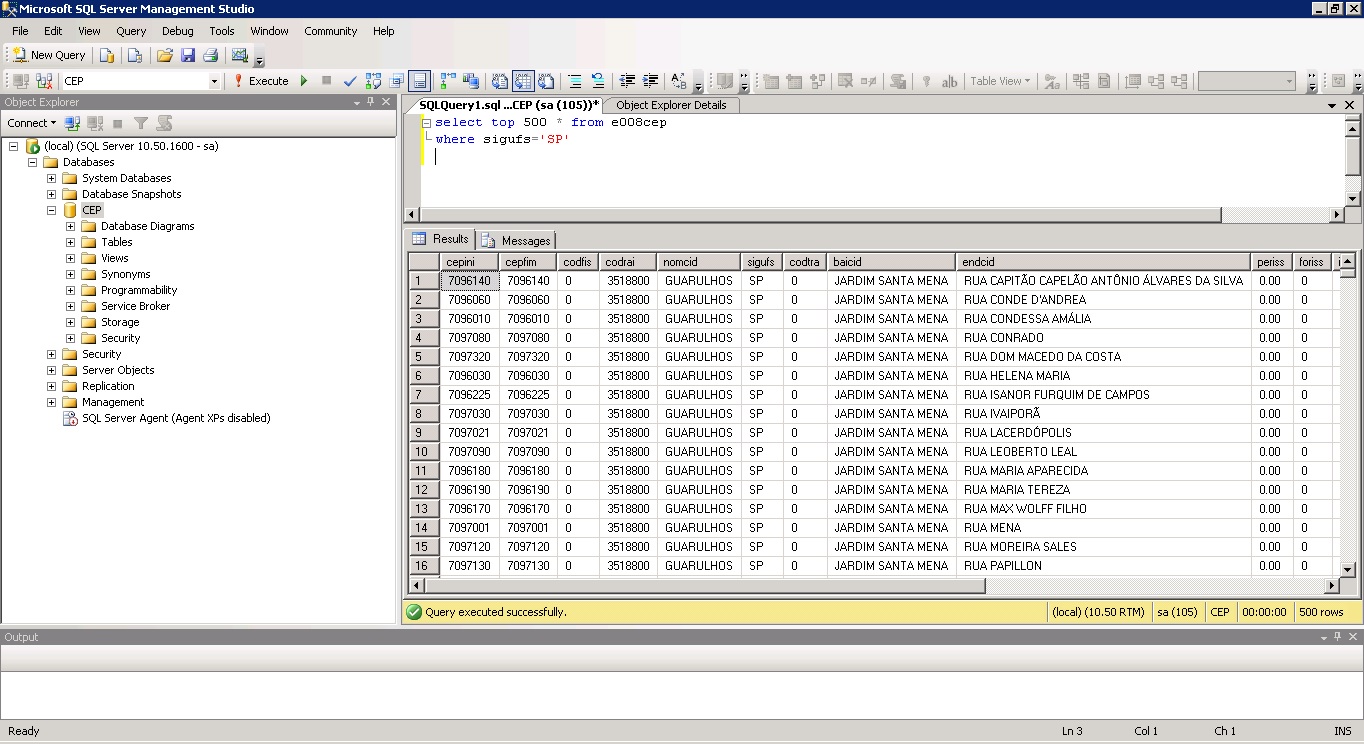 Microsoft SQL Server Management Studio
File Edit View Query Debug Tools Window Community Help
New Query
CEP Execute Table View
Object Explorer
Connect
(local) (SQL Server 10.50.1600 - sa)
Databases
System Databases
Database Snapshots
CEP
Database Diagrams
Tables
Views
Synonyms
Programmability
Service Broker
Storage
Security
Security
Server Objects
Replication
Management
SQL Server Agent (Agent XPs disabled)
SQLQuery1.sql ...CEP (sa (105))* Object Explorer Details
select top 500 * from e008cep
where sigufs='SP'
Results Messages
cepini cepfim codfis codrai nomcid sigufs codtra baicid endcid periss foriss i
1 7096140 7096140 0 3518800 GUARULHOS SP 0 JARDIM SANTA MENA RUA CAPITÃO CAPELÃO ANTÔNIO ÁLVARES DA SILVA 0.00 0
2 7096060 7096060 0 3518800 GUARULHOS SP 0 JARDIM SANTA MENA RUA CONDE D'ANDREA 0.00 0
3 7096010 7096010 0 3518800 GUARULHOS SP 0 JARDIM SANTA MENA RUA CONDESSA AMÁLIA 0.00 0
4 7097080 7097080 0 3518800 GUARULHOS SP 0 JARDIM SANTA MENA RUA CONRADO 0.00 0
5 7097320 7097320 0 3518800 GUARULHOS SP 0 JARDIM SANTA MENA RUA DOM MACEDO DA COSTA 0.00 0
6 7096030 7096030 0 3518800 GUARULHOS SP 0 JARDIM SANTA MENA RUA HELENA MARIA 0.00 0
7 7096225 7096225 0 3518800 GUARULHOS SP 0 JARDIM SANTA MENA RUA ISANOR FURQUIM DE CAMPOS 0.00 0
8 7097030 7097030 0 3518800 GUARULHOS SP 0 JARDIM SANTA MENA RUA IVAIPORÃ 0.00 0
9 7097021 7097021 0 3518800 GUARULHOS SP 0 JARDIM SANTA MENA RUA LACERDÓPOLIS 0.00 0
10 7097090 7097090 0 3518800 GUARULHOS SP 0 JARDIM SANTA MENA RUA LEOBERTO LEAL 0.00 0
11 7096180 7096180 0 3518800 GUARULHOS SP 0 JARDIM SANTA MENA RUA MARIA APARECIDA 0.00 0
12 7096190 7096190 0 3518800 GUARULHOS SP 0 JARDIM SANTA MENA RUA MARIA TEREZA 0.00 0
13 7096170 7096170 0 3518800 GUARULHOS SP 0 JARDIM SANTA MENA RUA MAX WOLFF FILHO 0.00 0
14 7097001 7097001 0 3518800 GUARULHOS SP 0 JARDIM SANTA MENA RUA MENA 0.00 0
15 7097120 7097120 0 3518800 GUARULHOS SP 0 JARDIM SANTA MENA RUA MOREIRA SALES 0.00 0
16 7097130 7097130 0 3518800 GUARULHOS SP 0 JARDIM SANTA MENA RUA PAPILLON 0.00 0
Query executed successfully. (local) (10.50 RTM) sa (105) CEP 00:00:00 500 rows
Output
Ready Ln 3 Col 1 Ch 1 INS